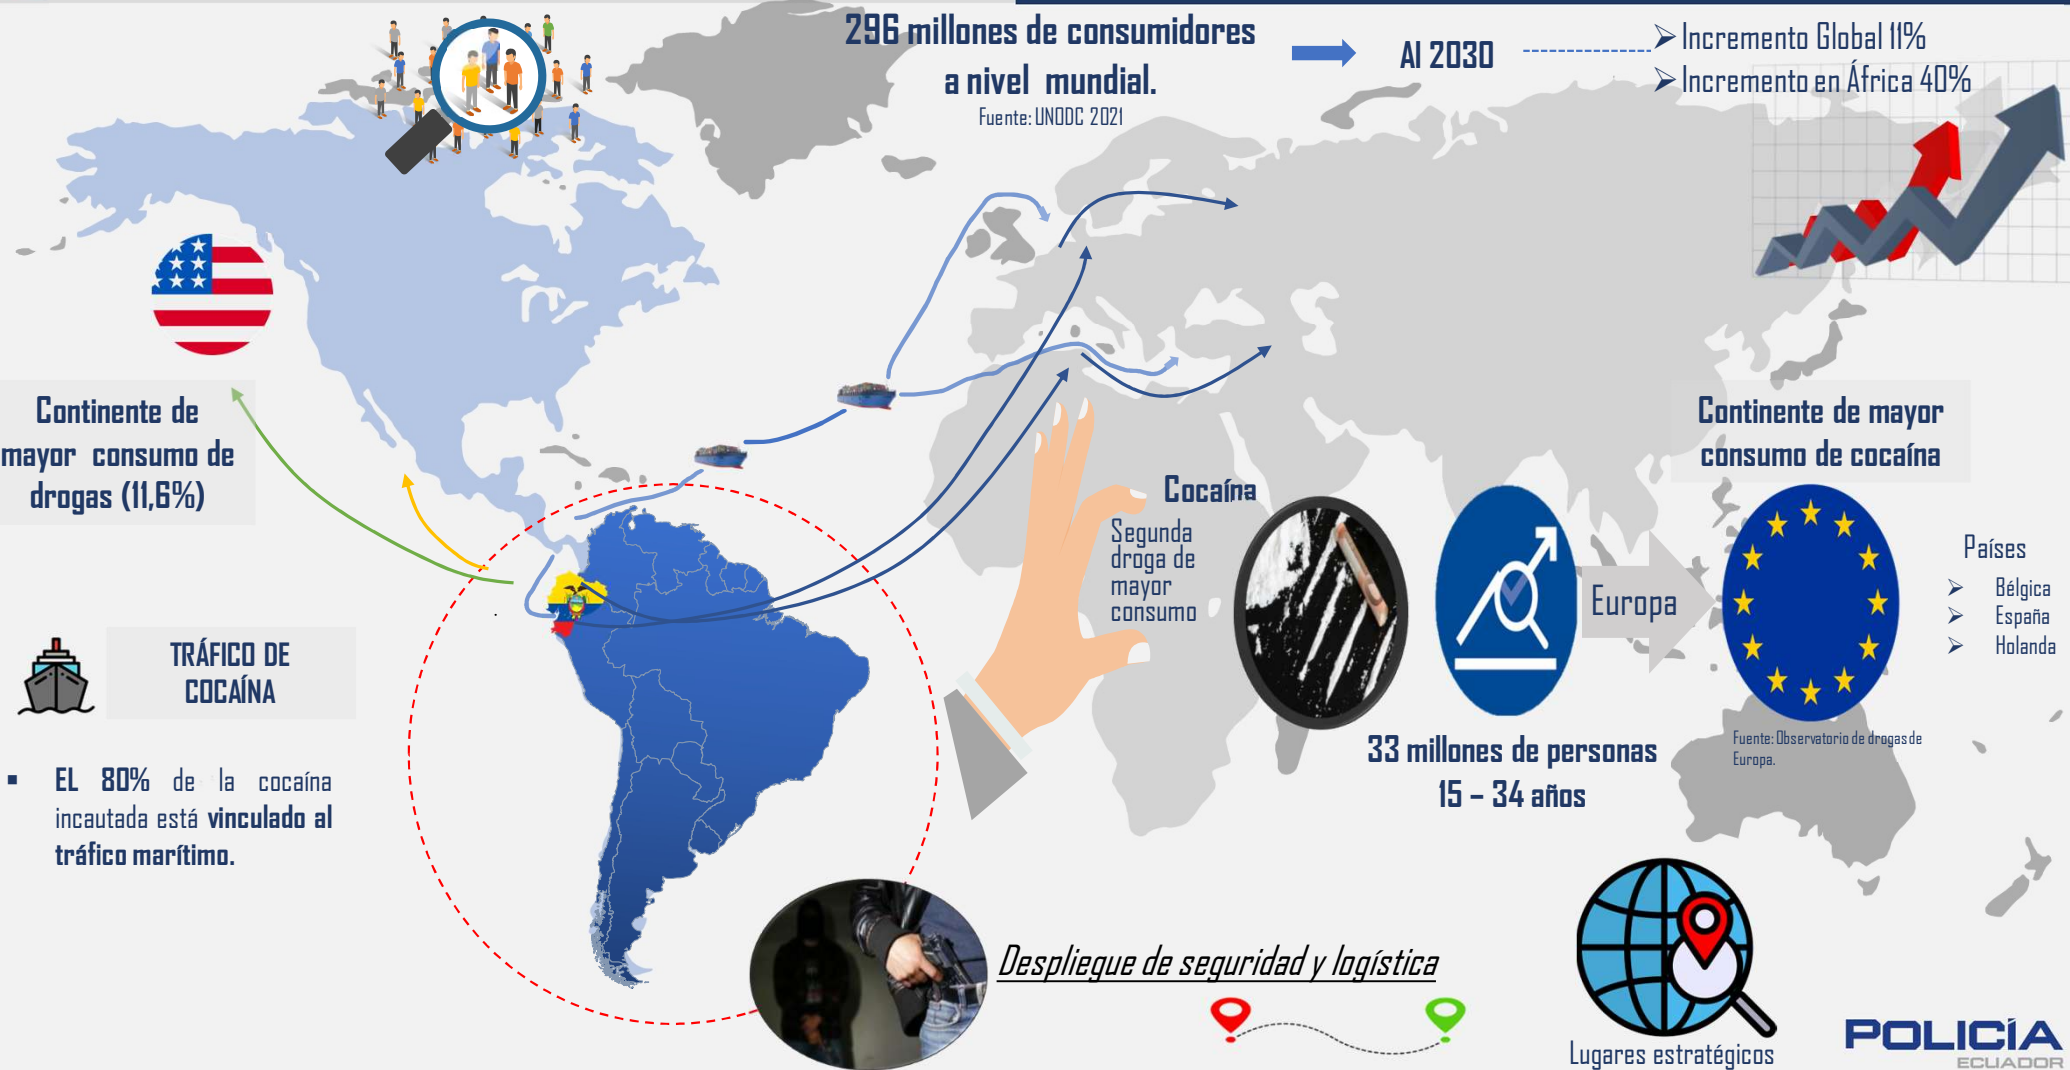 296 millones de consumidores
a nivel mundial.
Fuente: UNODC 2021
Al 2030
➢ Incremento Global 11%
➢ Incremento en África 40%
Continente de
mayor consumo de
drogas (11,6%)
TRÁFICO DE
COCAÍNA
▪ EL 80% de la cocaína
incautada está vinculado al
tráfico marítimo.
Cocaína
Segunda
droga de
mayor
consumo
33 millones de personas
15 – 34 años
Europa
Continente de mayor
consumo de cocaína
Países
➢ Bélgica
➢ España
➢ Holanda
Fuente: Observatorio de drogas de
Europa.
Despliegue de seguridad y logística
Lugares estratégicos
POLICÍA
ECUADOR